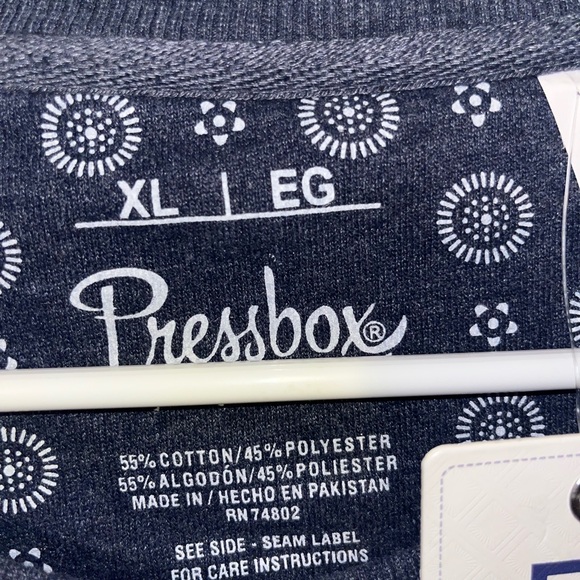 XL | EG
Pressbox®
55% COTTON/45% POLYESTER
55% ALGODÓN/45% POLIESTER
MADE IN / HECHO EN PAKISTAN
RN 74802
SEE SIDE - SEAM LABEL
FOR CARE INSTRUCTIONS